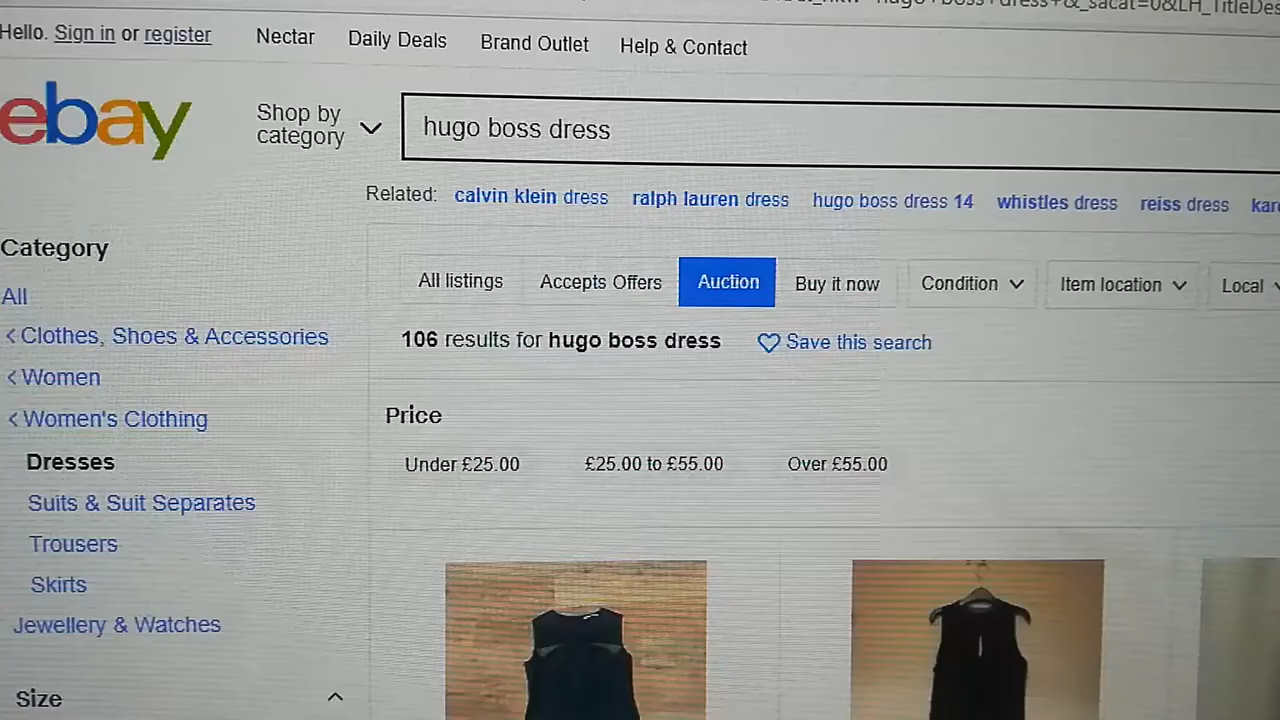 Hello. Sign in or register Nectar Daily Deals Brand Outlet Help & Contact
ebay
Shop by category
hugo boss dress
Related: calvin klein dress ralph lauren dress hugo boss dress 14 whistles dress reiss dress
Category
All
Clothes, Shoes & Accessories
Women
Women's Clothing
Dresses
Suits & Suit Separates
Trousers
Skirts
Jewellery & Watches
Size
All listings Accepts Offers Auction Buy it now Condition Item location Local
106 results for hugo boss dress Save this search
Price
Under £25.00 £25.00 to £55.00 Over £55.00